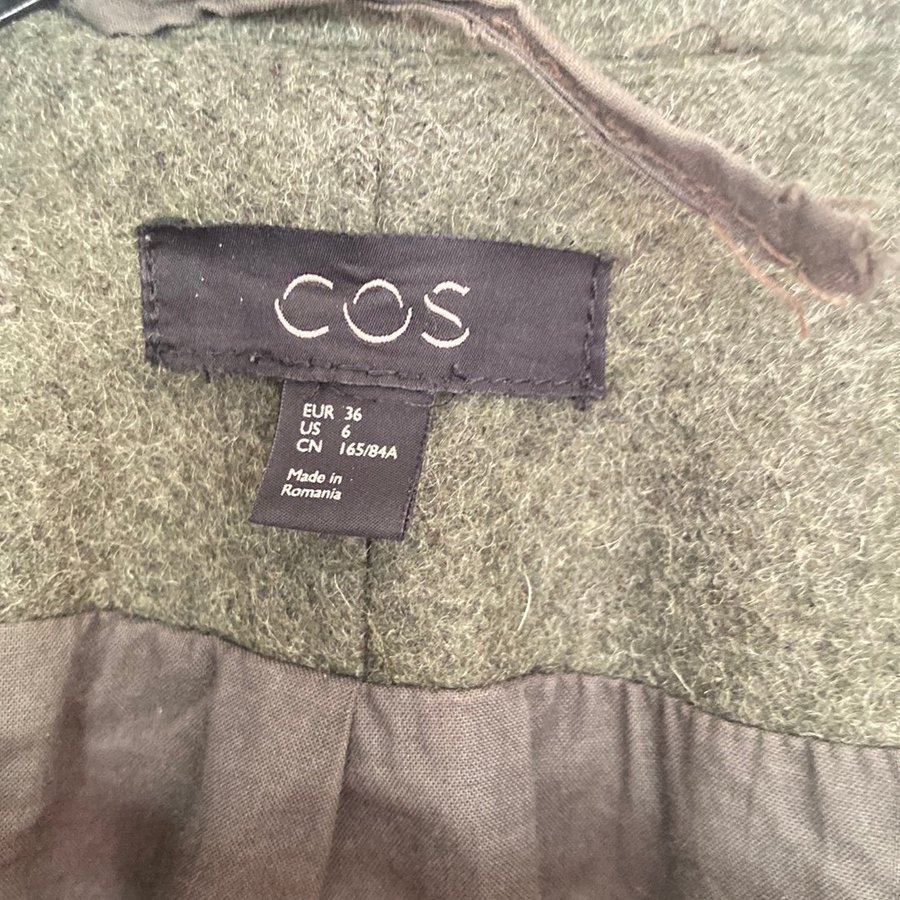 COS
EUR 36
US 6
CN 165/84A
Made in
Romania